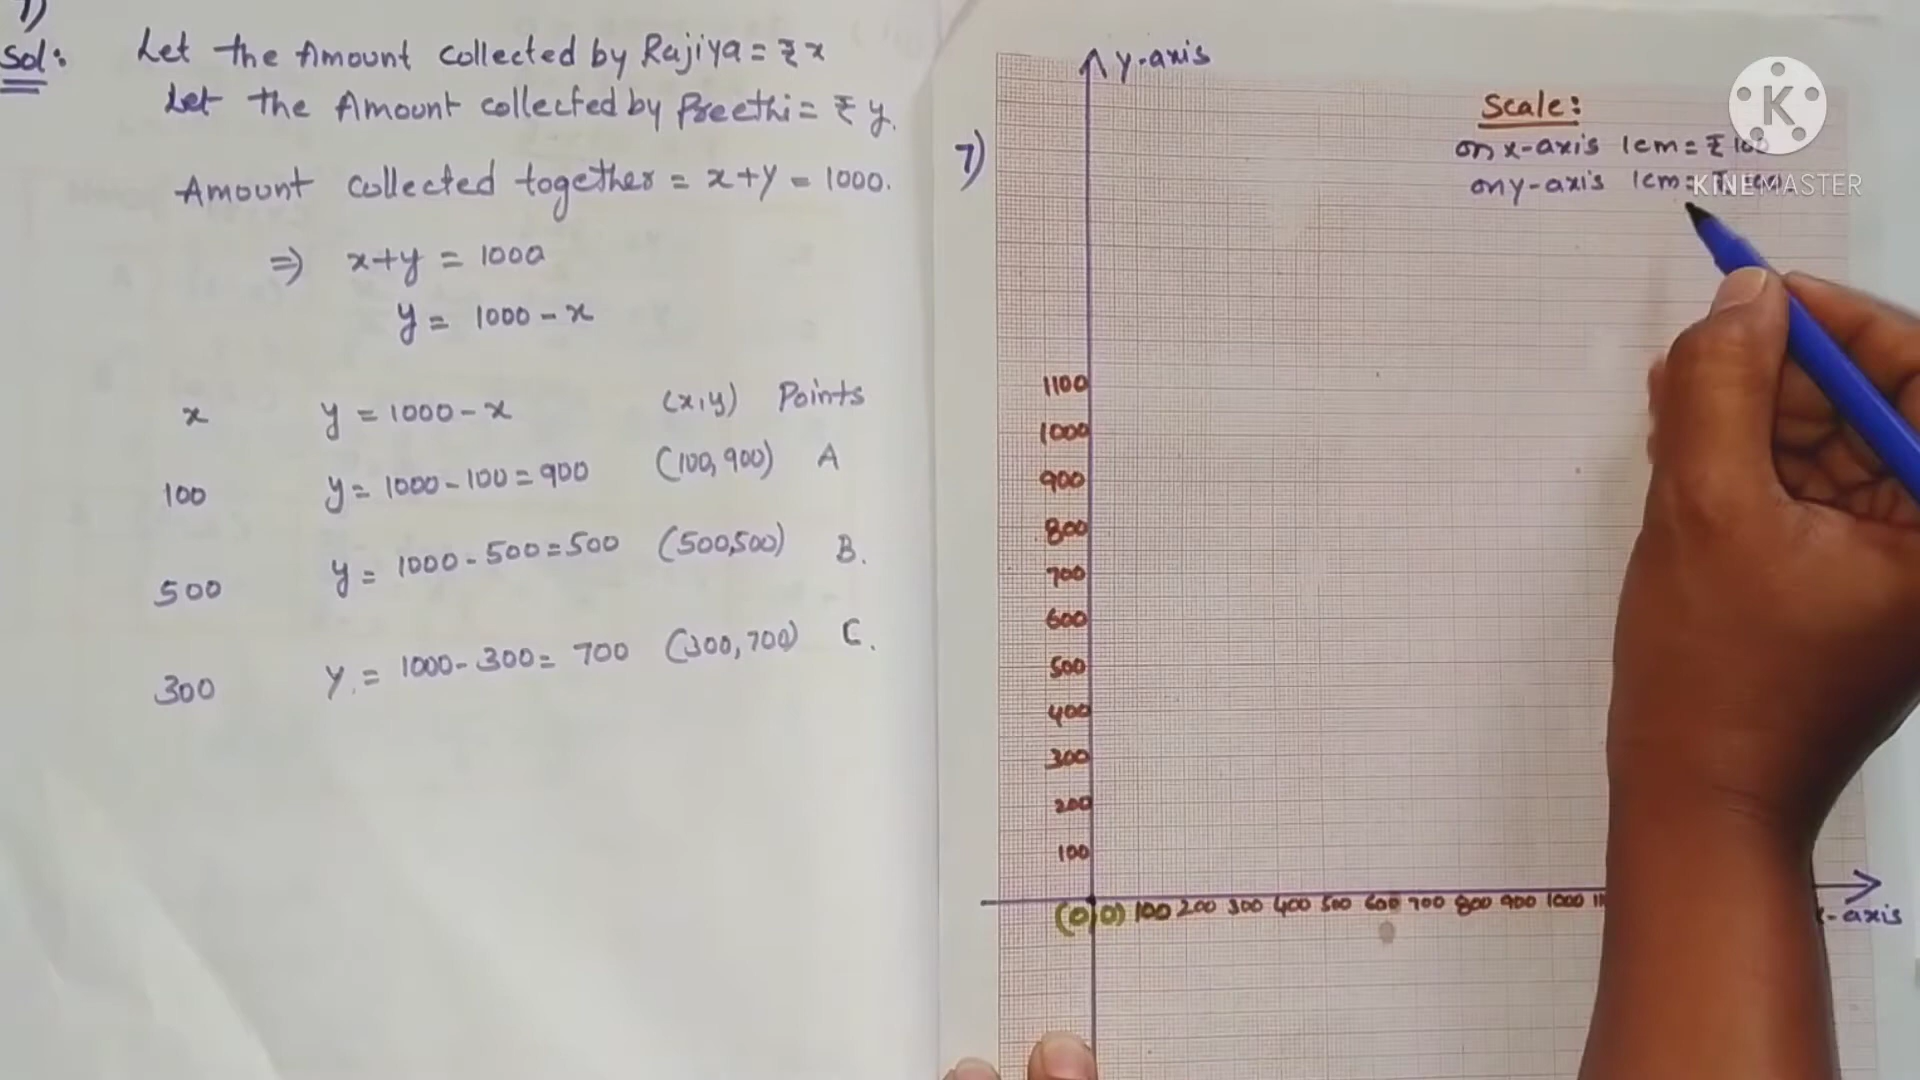 7)
Sol: Let the Amount collected by Rajiya = ₹ x
Let the Amount collected by Preethi = ₹ y.
Amount collected together = x+y = 1000.
⇒ x+y = 1000
y = 1000 - x
x y = 1000 - x (x,y) Points
100 y = 1000 - 100 = 900 (100, 900) A
500 y = 1000 - 500 = 500 (500,500) B.
300 y = 1000 - 300 = 700 (300, 700) C.
7)
y-axis
Scale:
on x-axis 1cm = ₹ 100
on y-axis 1cm =
K
KINEMASTER
1100
1000
900
800
700
600
500
400
300
200
100
(0,0) 100 200 300 400 500 600 700 800 900 1000
-axis